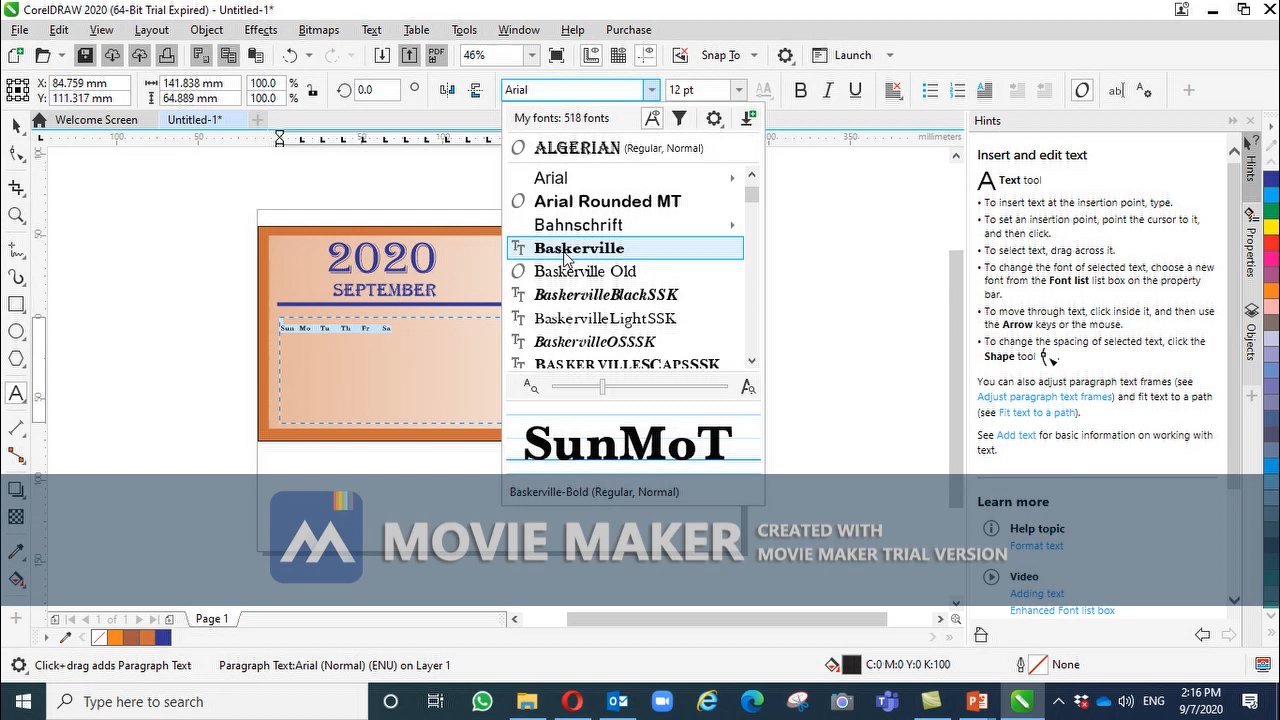 CorelDRAW 2020 (64-Bit Trial Expired) - Untitled-1*
File Edit View Layout Object Effects Bitmaps Text Table Tools Window Help Purchase
PDF 46% Snap To Launch
X: 84.759 mm 141.838 mm 100.0 % 0.0 Arial 12 pt
Y: 111.317 mm 64.889 mm 100.0 %
Welcome Screen Untitled-1*
My fonts: 518 fonts
ALGERIAN (Regular, Normal)
Arial
Arial Rounded MT
Bahnschrift
Baskerville
Baskerville Old
BaskervilleBlackSSK
BaskervilleLightSSK
BaskervilleOSSSK
BASKERVILLESCAPSSSK
SunMoT
Baskerville-Bold (Regular, Normal)
100 50 100 300 350 millimeters
2020
SEPTEMBER
Sun Mo Tu Th Fr Sa
Hints
Insert and edit text
A Text tool
• To insert text at the insertion point, type.
• To set an insertion point, point the cursor to it, and then click.
• To select text, drag across it.
• To change the font of selected text, choose a new font from the Font list list box on the property bar.
• To move through text, click inside it, and then use the Arrow keys or the mouse.
• To change the spacing of selected text, click the Shape tool
You can also adjust paragraph text frames (see
Adjust paragraph text frames) and fit text to a path
(see Fit text to a path).
See Add text for basic information on working with
text.
Learn more
Help topic
Format text
Video
Adding text
Enhanced Font list box
Hints
Properties
Objects
MOVIE MAKER
CREATED WITH
MOVIE MAKER TRIAL VERSION
1 of 1 Page 1
Click+drag adds Paragraph Text Paragraph Text:Arial (Normal) (ENU) on Layer 1 C:0 M:0 Y:0 K:100 None
Type here to search
ENG
2:16 PM
9/7/2020